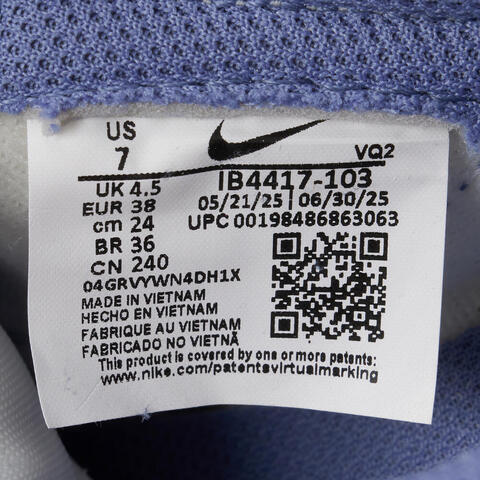 US
7
VQ2
UK 4.5
EUR 38
cm 24
BR 36
CN 240
IB4417-103
05/21/25 06/30/25
UPC 00198486863063
04GRVYWN4DH1X
MADE IN VIETNAM
HECHO EN VIETNAM
FABRIQUE AU VIETNAM
FABRICADO NO VIETNÃ
This product is covered by one or more patents:
www.nike.com/patentsvirtualmarking